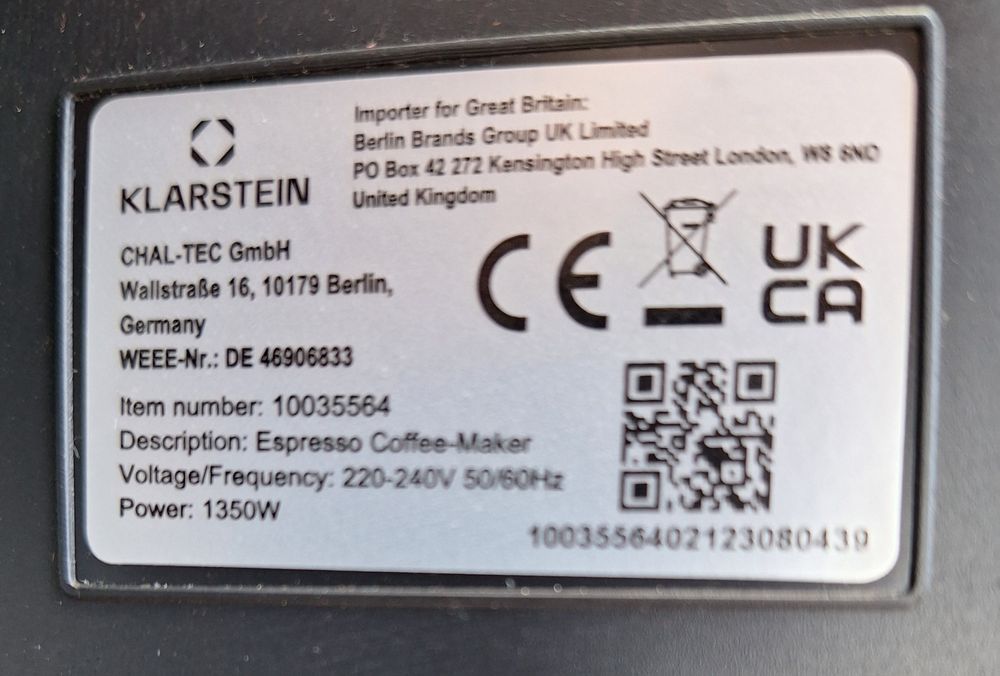 KLARSTEIN
Importer for Great Britain:
Berlin Brands Group UK Limited
PO Box 42 272 Kensington High Street London, W8 6ND
United Kingdom
CHAL-TEC GmbH
Wallstraße 16, 10179 Berlin,
Germany
WEEE-Nr.: DE 46906833
CE
UK
CA
Item number: 10035564
Description: Espresso Coffee-Maker
Voltage/Frequency: 220-240V 50/60Hz
Power: 1350W
1003556402123080439